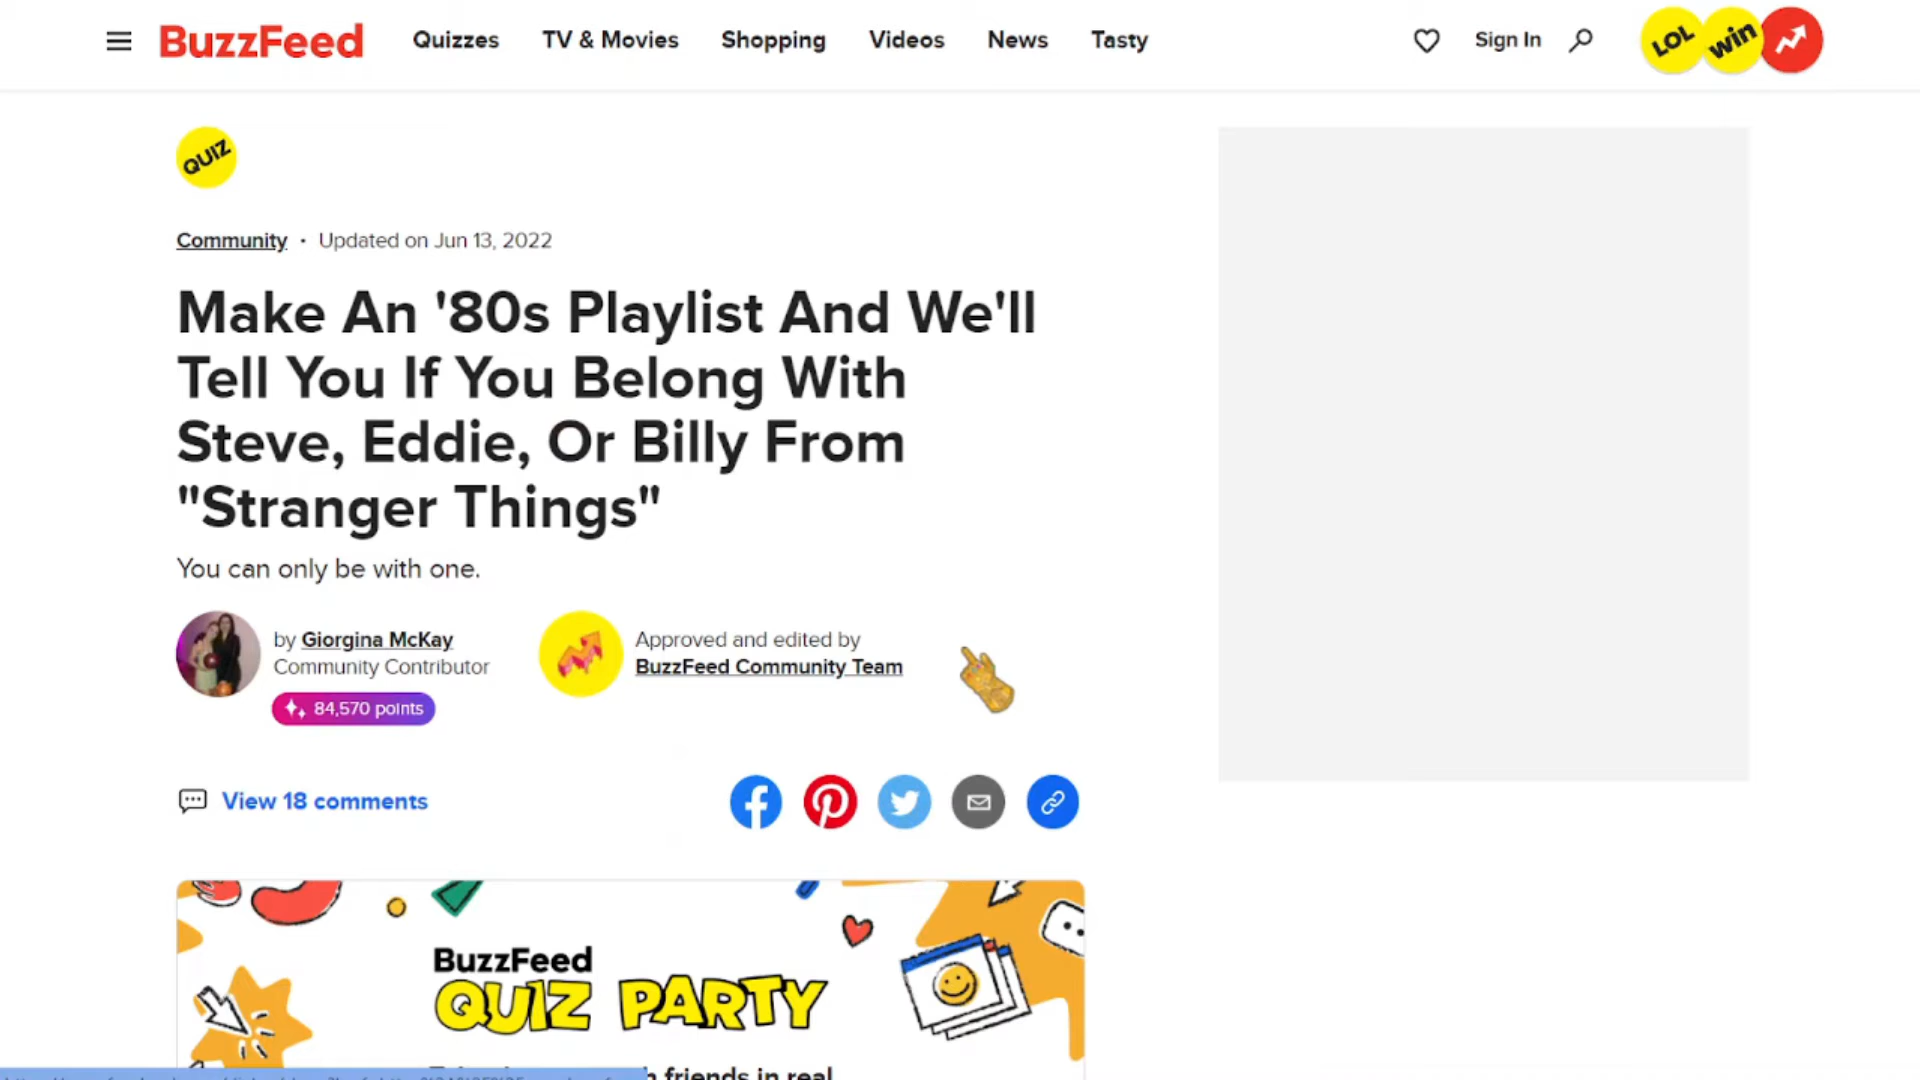 BuzzFeed Quizzes TV & Movies Shopping Videos News Tasty Sign In LOL win
QUIZ
Community · Updated on Jun 13, 2022
Make An '80s Playlist And We'll
Tell You If You Belong With
Steve, Eddie, Or Billy From
"Stranger Things"
You can only be with one.
by Giorgina McKay
Community Contributor
84,570 points
Approved and edited by
BuzzFeed Community Team
View 18 comments
BuzzFeed
QUIZ PARTY
friends in real